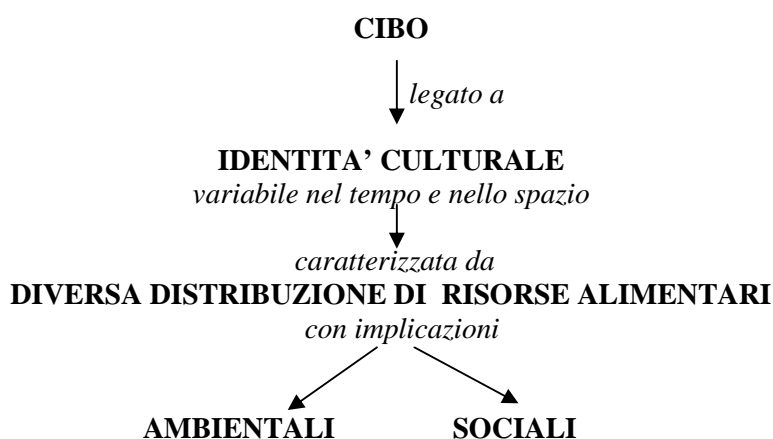 CIBO
legato a
IDENTITA’ CULTURALE
variabile nel tempo e nello spazio
caratterizzata da
DIVERSA DISTRIBUZIONE DI RISORSE ALIMENTARI
con implicazioni
AMBIENTALI SOCIALI